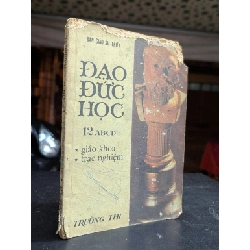 ĐẠO
ĐỨC
HỌC
12 ABCD
• giáo khoa
• trắc nghiệm
TRƯỜNG THI